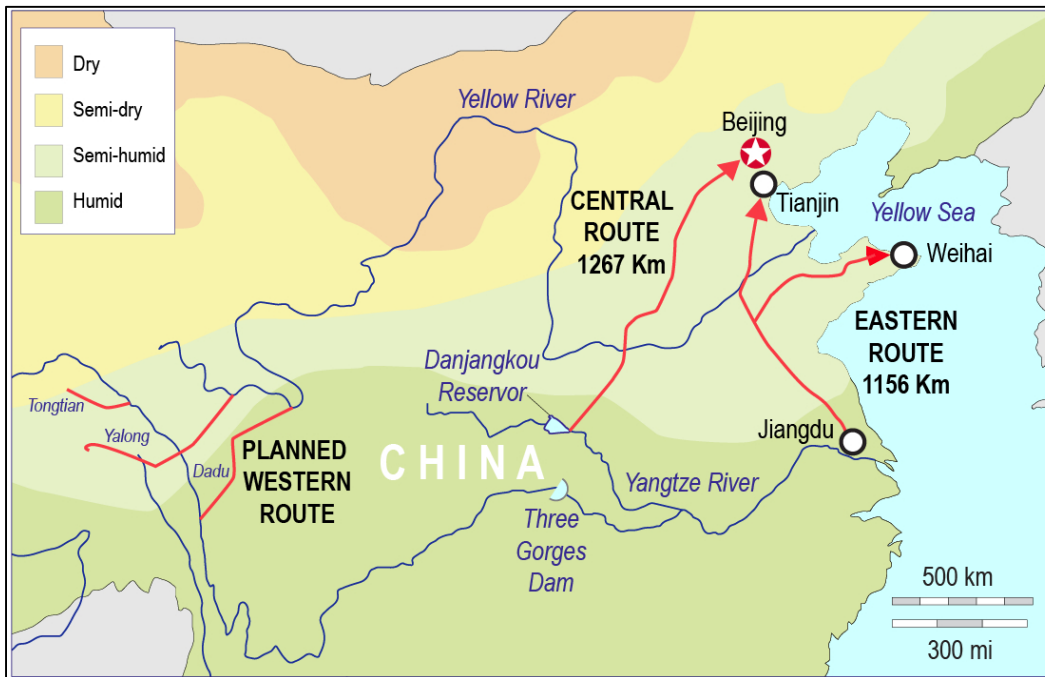 Dry
Semi-dry
Semi-humid
Humid
Yellow River
Beijing
Tianjin
Yellow Sea
Weihai
CENTRAL
ROUTE
1267 Km
EASTERN
ROUTE
1156 Km
Danjangkou
Reservor
Jiangdu
Tongtian
Yalong
Dadu
PLANNED
WESTERN
ROUTE
CHINA
Yangtze River
Three
Gorges
Dam
500 km
300 mi